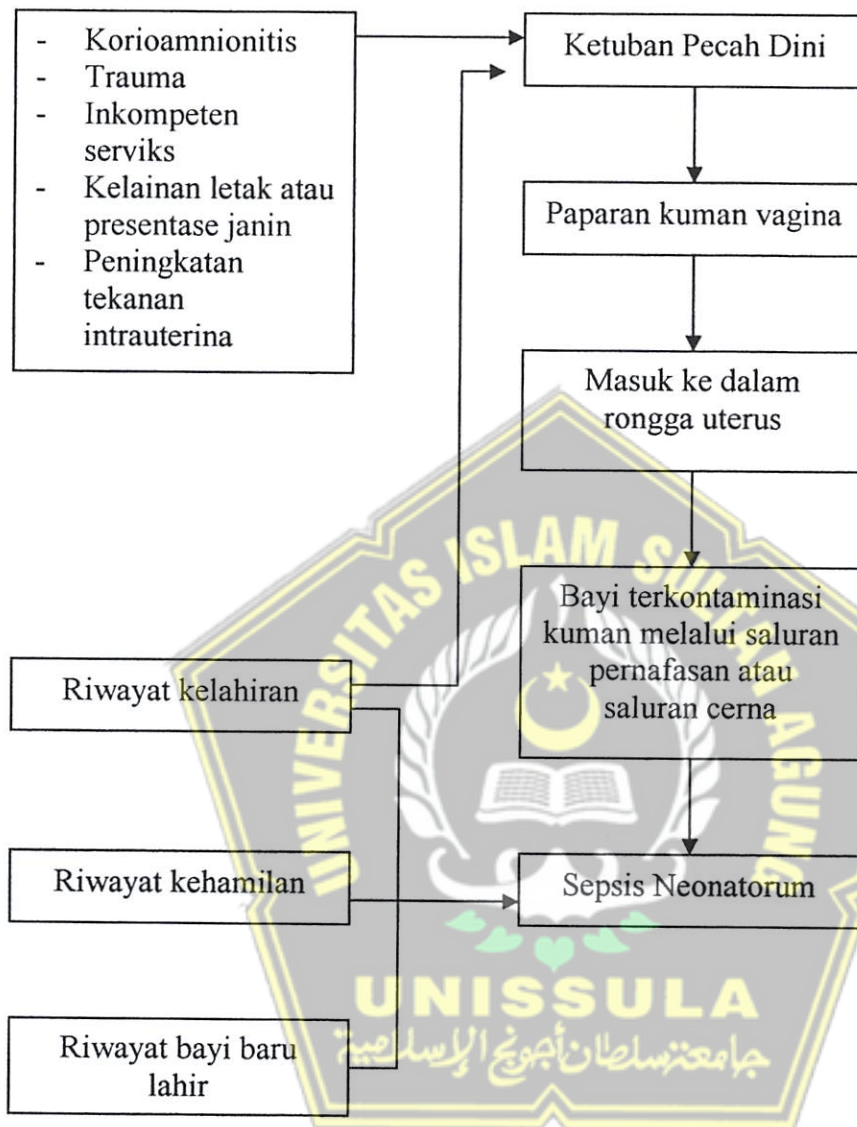 - Korioamnionitis
- Trauma
- Inkompeten
serviks
- Kelainan letak atau
presentase janin
- Peningkatan
tekanan
intrauterina
Ketuban Pecah Dini
Paparan kuman vagina
Masuk ke dalam
rongga uterus
Bayi terkontaminasi
kuman melalui saluran
pernafasan atau
saluran cerna
Riwayat kelahiran
Riwayat kehamilan
Sepsis Neonatorum
Riwayat bayi baru
lahir
UNIVERSITAS ISLAM SULTAN AGUNG
UNISSULA
جامعتنسلطان أجونج الإسلامية